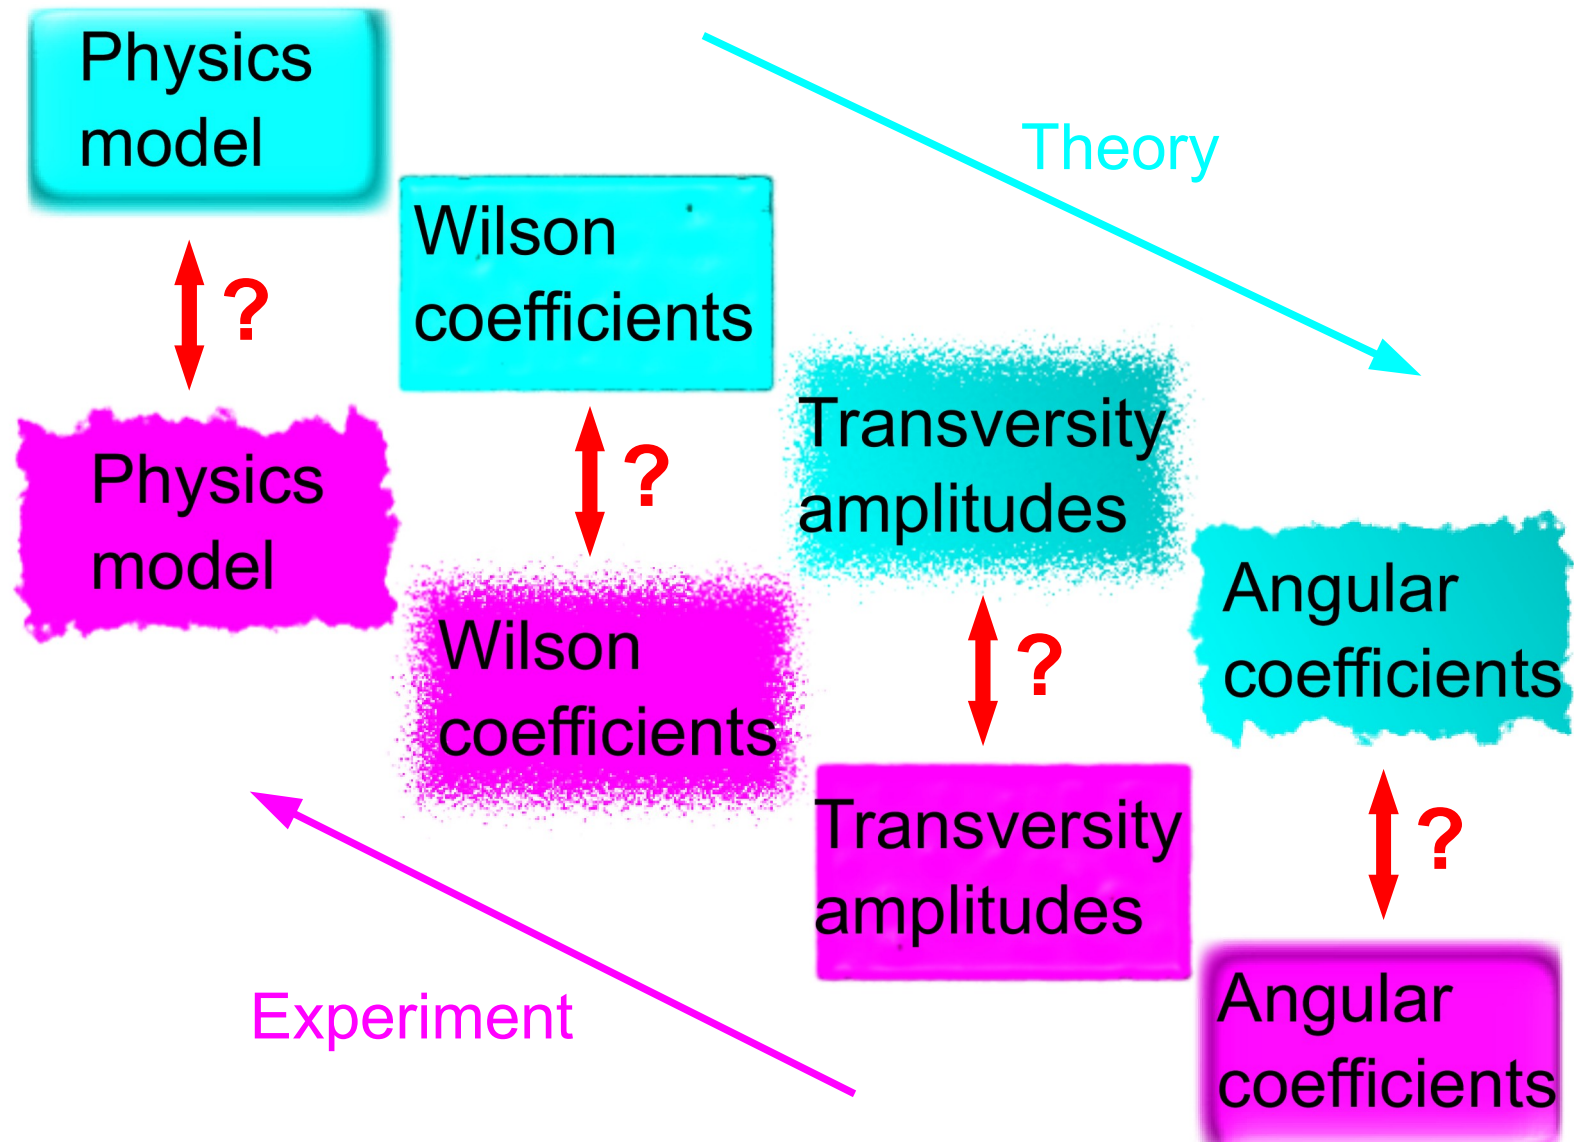 Physics
model
Theory
Wilson
coefficients
?
Transversity
amplitudes
?
Physics
model
Angular
coefficients
Wilson
coefficients
?
Transversity
amplitudes
?
Experiment
Angular
coefficients